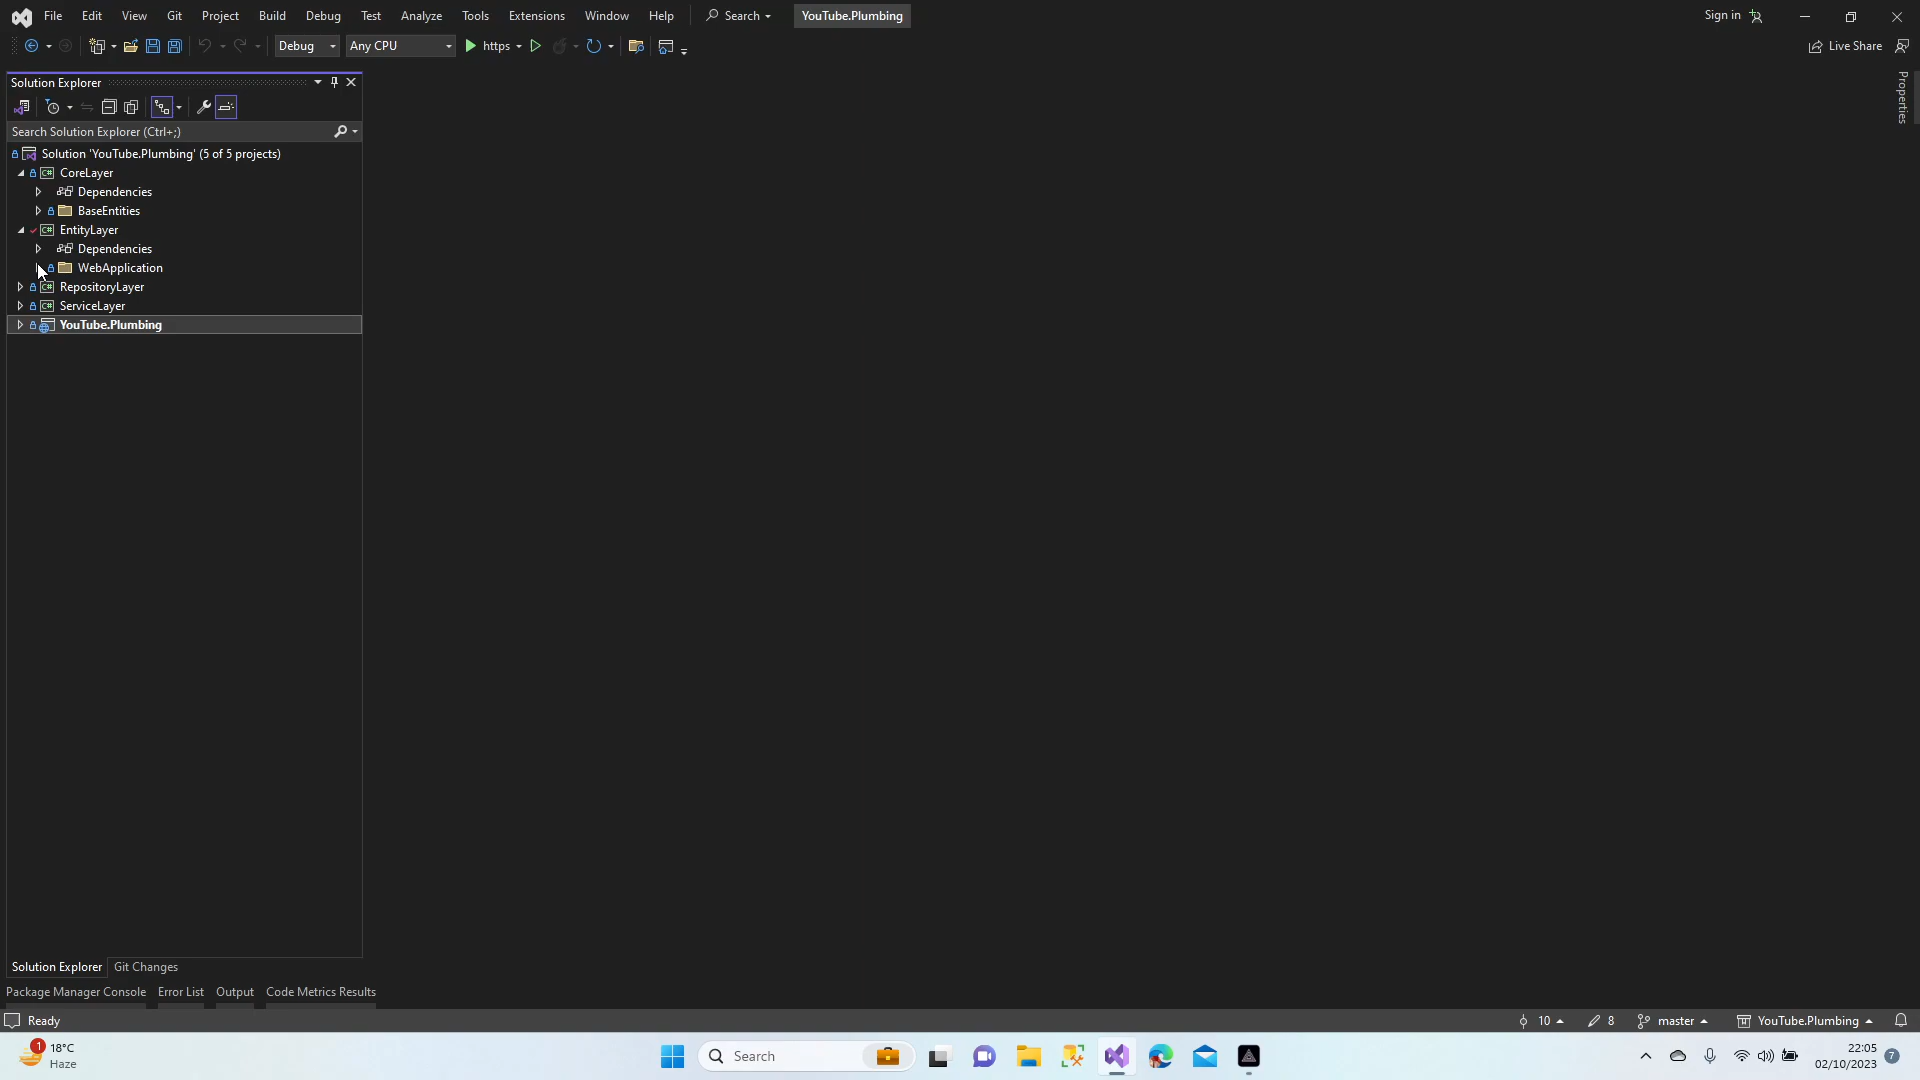 File Edit View Git Project Build Debug Test Analyze Tools Extensions Window Help Search YouTube.Plumbing Sign in
Debug Any CPU https Live Share
Solution Explorer
Properties
Search Solution Explorer (Ctrl+;)
Solution 'YouTube.Plumbing' (5 of 5 projects)
C# CoreLayer
Dependencies
BaseEntities
C# EntityLayer
Dependencies
WebApplication
C# RepositoryLayer
C# ServiceLayer
YouTube.Plumbing
Solution Explorer Git Changes
Package Manager Console Error List Output Code Metrics Results
Ready 10 8 master YouTube.Plumbing
1 18°C Search 22:05
Haze 02/10/2023 7